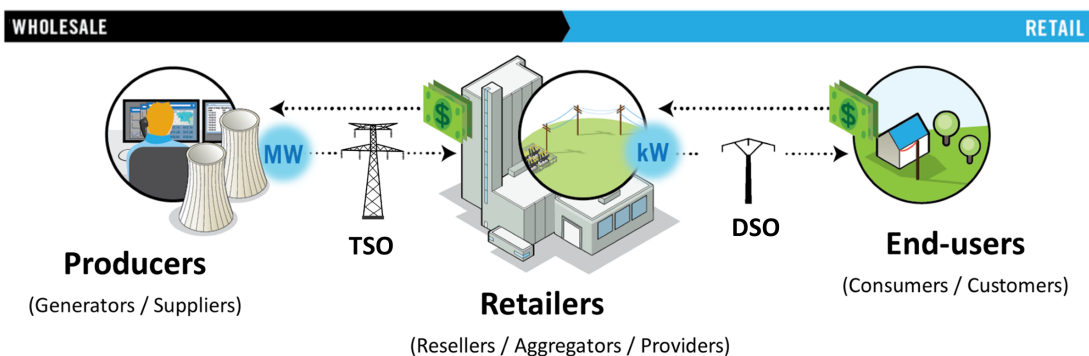 WHOLESALE
RETAIL
$
$
MW
kW
TSO
DSO
Producers
(Generators / Suppliers)
Retailers
(Resellers / Aggregators / Providers)
End-users
(Consumers / Customers)